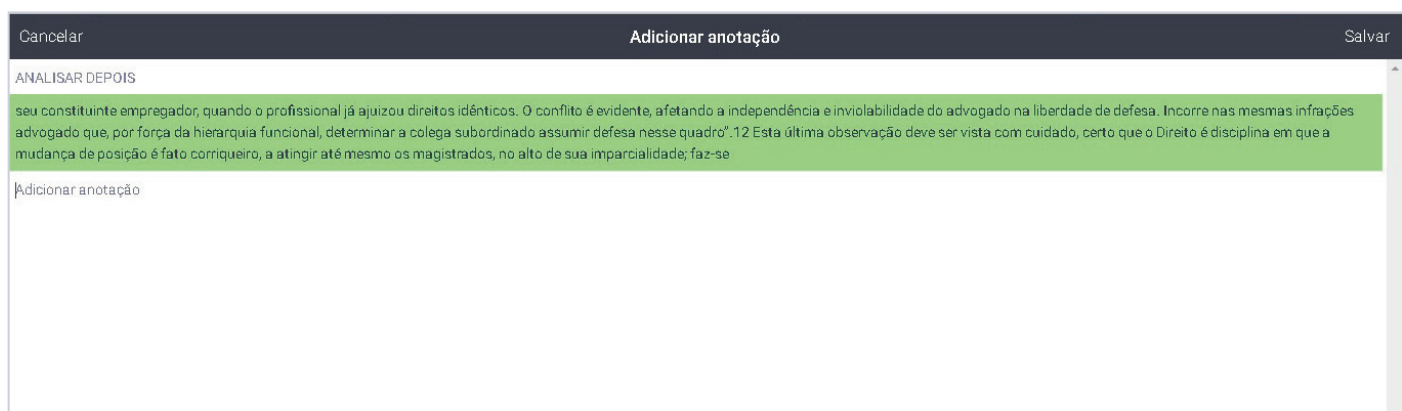 Cancelar Adicionar anotação Salvar
ANALISAR DEPOIS
seu constituinte empregador, quando o profissional já ajuizou direitos idênticos. O conflito é evidente, afetando a independência e inviolabilidade do advogado na liberdade de defesa. Incorre nas mesmas infrações
advogado que, por força da hierarquia funcional, determinar a colega subordinado assumir defesa nesse quadro”.12 Esta última observação deve ser vista com cuidado, certo que o Direito é disciplina em que a
mudança de posição é fato corriqueiro, a atingir até mesmo os magistrados, no alto de sua imparcialidade; faz-se
Adicionar anotação